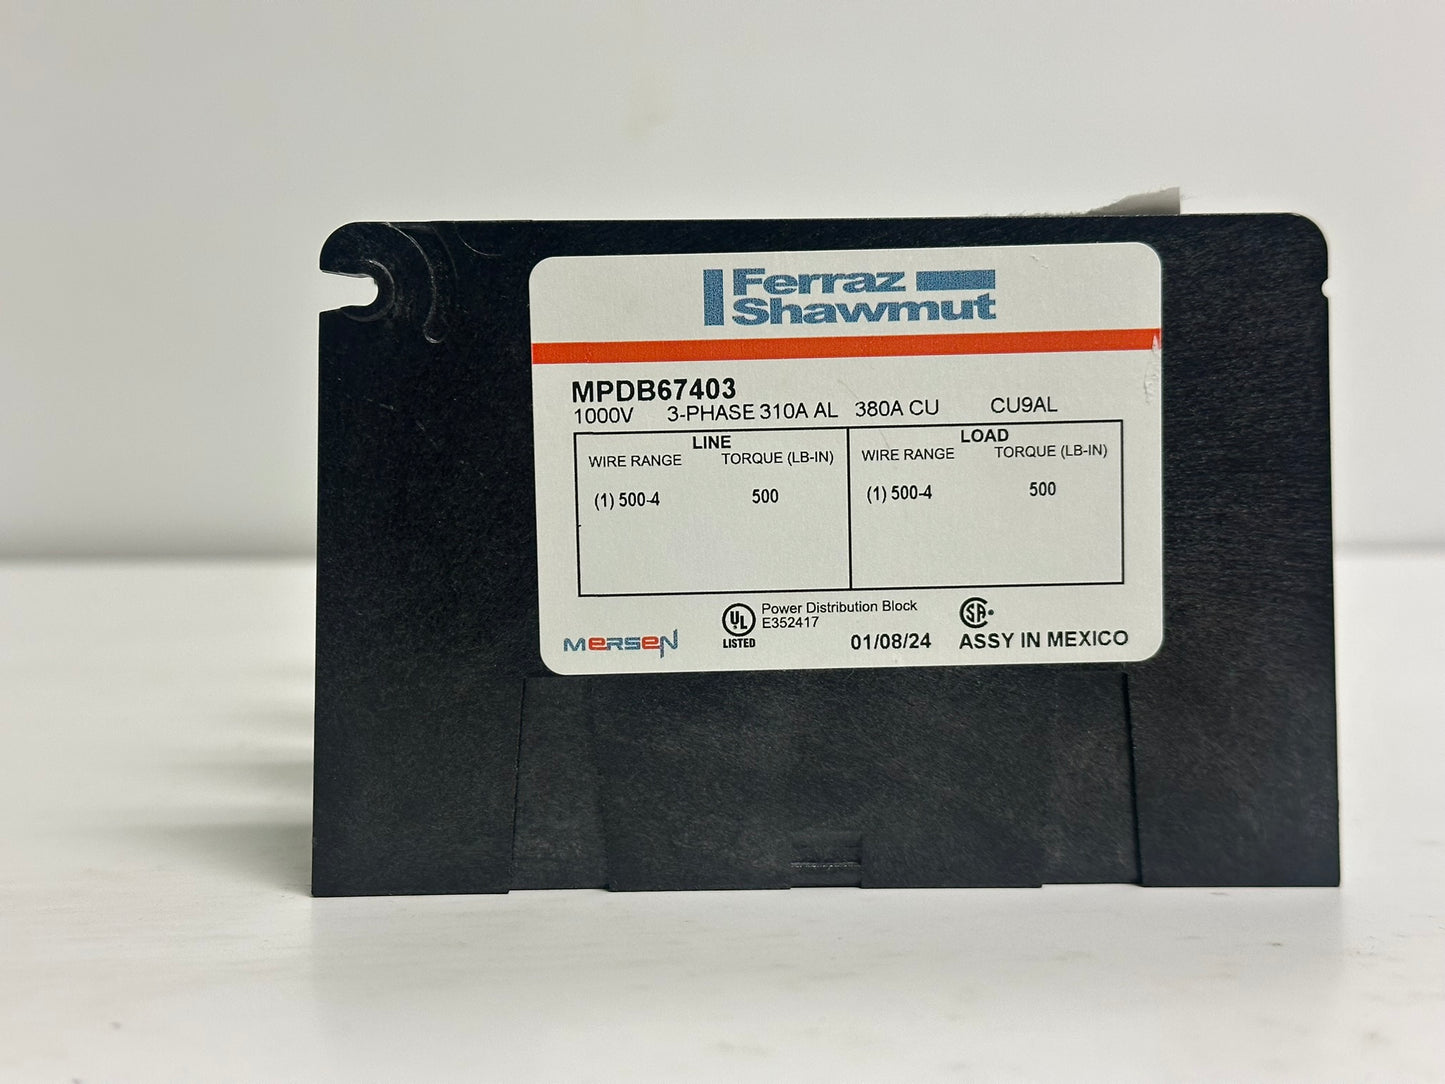 Ferraz
Shawmut
MPDB67403
1000V 3-PHASE 310A AL 380A CU CU9AL
LINE
WIRE RANGE TORQUE (LB-IN)
(1) 500-4 500
LOAD
WIRE RANGE TORQUE (LB-IN)
(1) 500-4 500
MERSEN
UL
LISTED
Power Distribution Block
E352417
01/08/24
SA
ASSY IN MEXICO